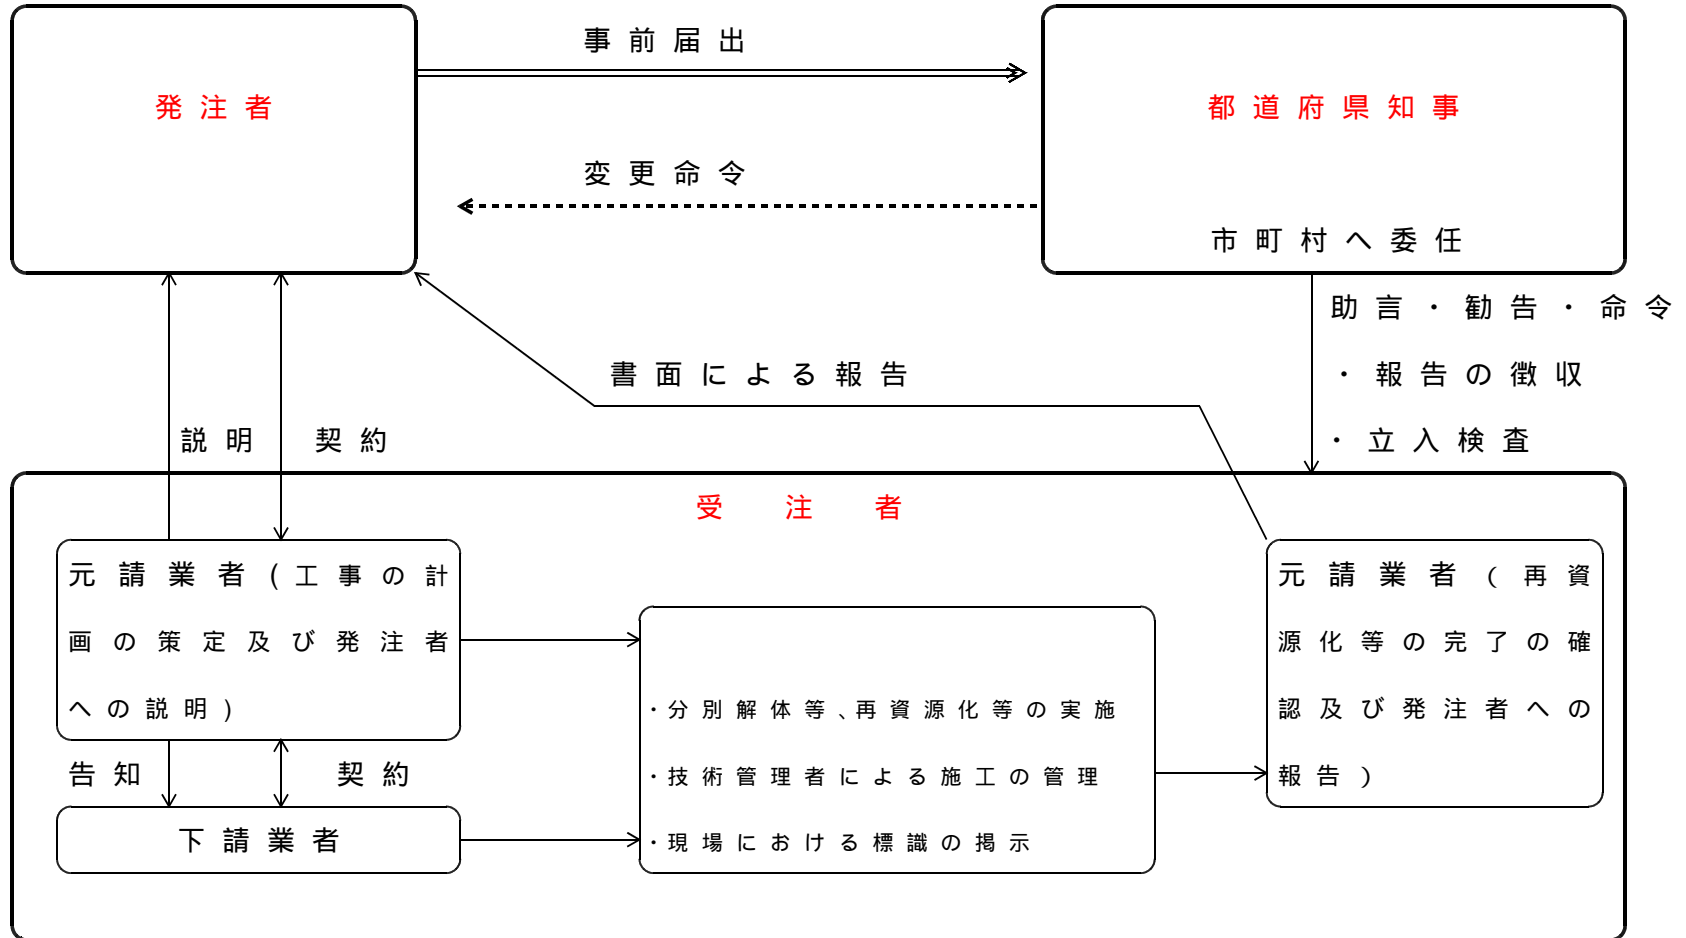 事前届出
発注者
都道府県知事
変更命令
市町村へ委任
助言・勧告・命令
書面による報告
・報告の徴収
説明
契約
・立入検査
受注者
元請業者(工事の計
画の策定及び発注者
への説明)
元請業者(再資
源化等の完了の確
認及び発注者への
報告)
・分別解体等、再資源化等の実施
・技術管理者による施工の管理
・現場における標識の掲示
告知
契約
下請業者